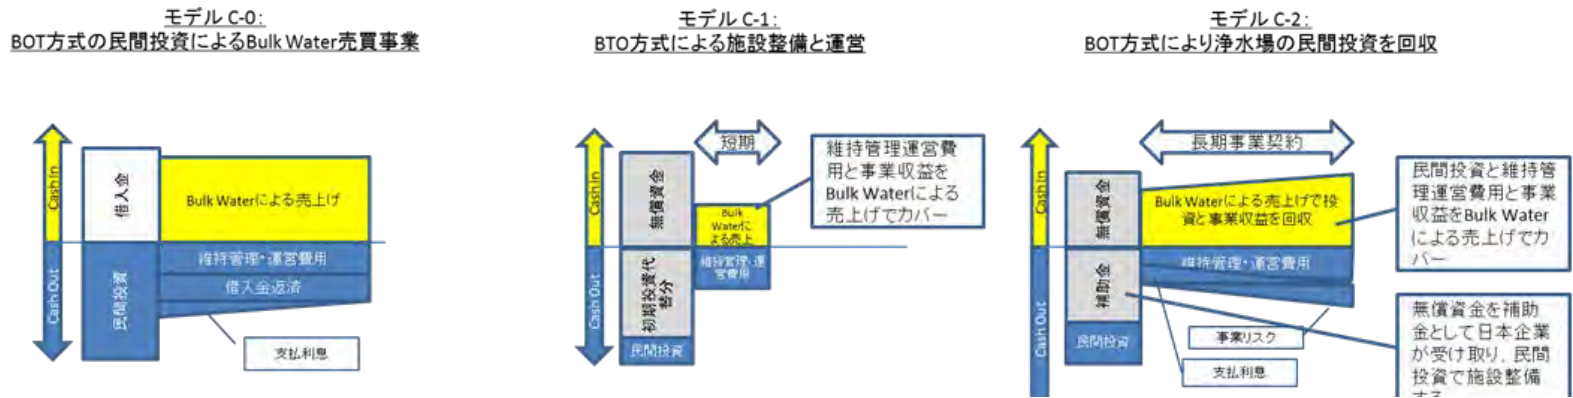 モデル C-0:
BOT方式の民間投資によるBulk Water売買事業
Cash In
借入金
Bulk Waterによる売上げ
Cash Out
民間投資
維持管理・運営費用
借入金返済
支払利息
モデル C-1:
BTO方式による施設整備と運営
Cash In
無償資金
短期
Bulk
Waterに
よる売上
維持管理運営費
用と事業収益を
Bulk Waterによる
売上げでカバー
Cash Out
初期投資代
替分
維持管理・運
営費用
民間投資
モデル C-2:
BOT方式により浄水場の民間投資を回収
Cash In
無償資金
長期事業契約
Bulk Waterによる売上げで投
資と事業収益を回収
民間投資と維持管
理運営費用と事業
収益をBulk Water
による売上げでカ
バー
Cash Out
補助金
維持管理・運営費用
民間投資
事業リスク
支払利息
無償資金を補助
金として日本企業
が受け取り、民間
投資で施設整備
する